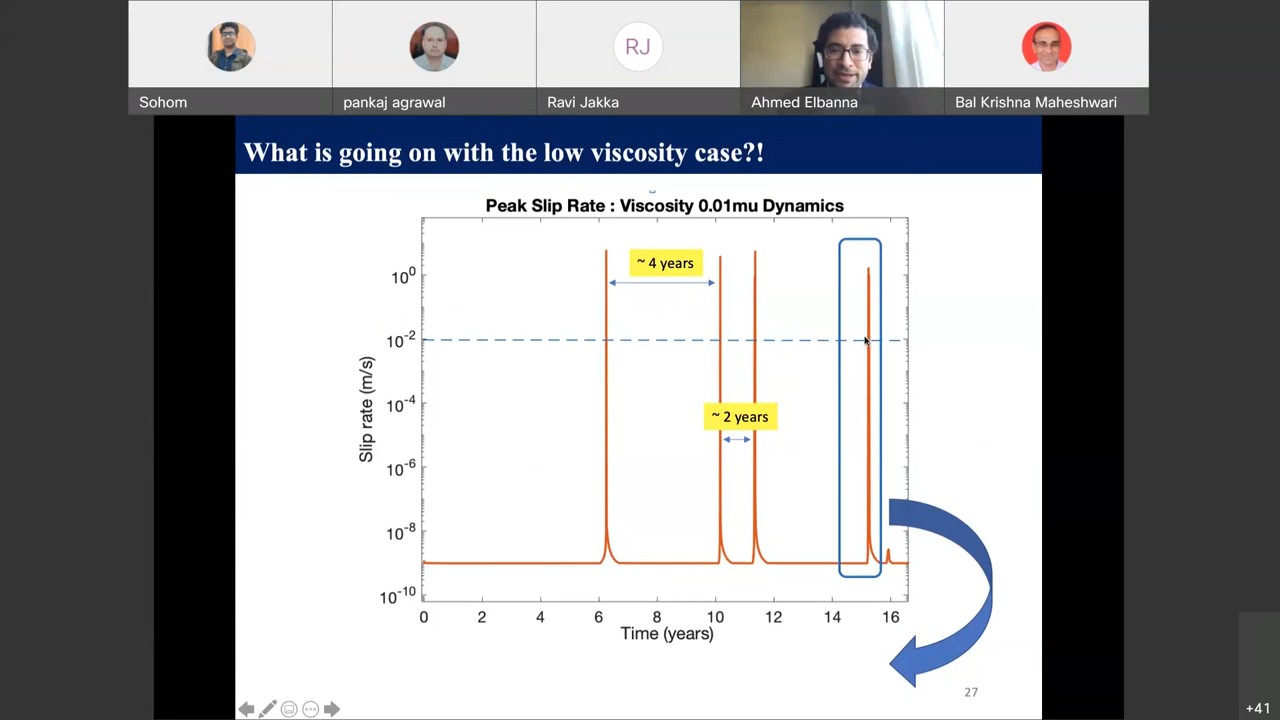 Sohom
pankaj agrawal
RJ
Ravi Jakka
Ahmed Elbanna
Bal Krishna Maheshwari
What is going on with the low viscosity case?!
Peak Slip Rate : Viscosity 0.01mu Dynamics
~ 4 years
~ 2 years
Slip rate (m/s)
10^0
10^-2
10^-4
10^-6
10^-8
10^-10
0 2 4 6 8 10 12 14 16
Time (years)
27
+41